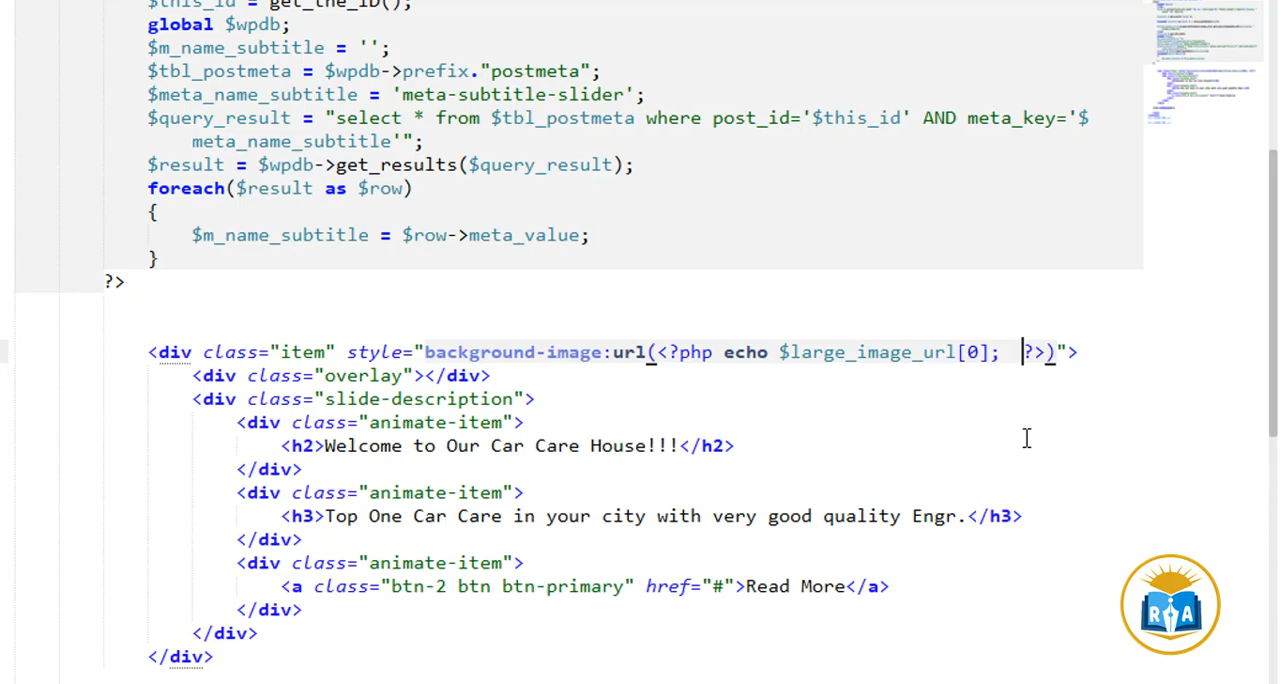 $this_id = get_the_ID();
global $wpdb;
$m_name_subtitle = '';
$tbl_postmeta = $wpdb->prefix."postmeta";
$meta_name_subtitle = 'meta-subtitle-slider';
$query_result = "select * from $tbl_postmeta where post_id='$this_id' AND meta_key='$
meta_name_subtitle'";
$result = $wpdb->get_results($query_result);
foreach($result as $row)
{
$m_name_subtitle = $row->meta_value;
}
?>
<div class="item" style="background-image:url(<?php echo $large_image_url[0];  ?>)">
<div class="overlay"></div>
<div class="slide-description">
<div class="animate-item">
<h2>Welcome to Our Car Care House!!!</h2>
</div>
<div class="animate-item">
<h3>Top One Car Care in your city with very good quality Engr.</h3>
</div>
<div class="animate-item">
<a class="btn-2 btn btn-primary" href="#">Read More</a>
</div>
</div>
</div>
R A